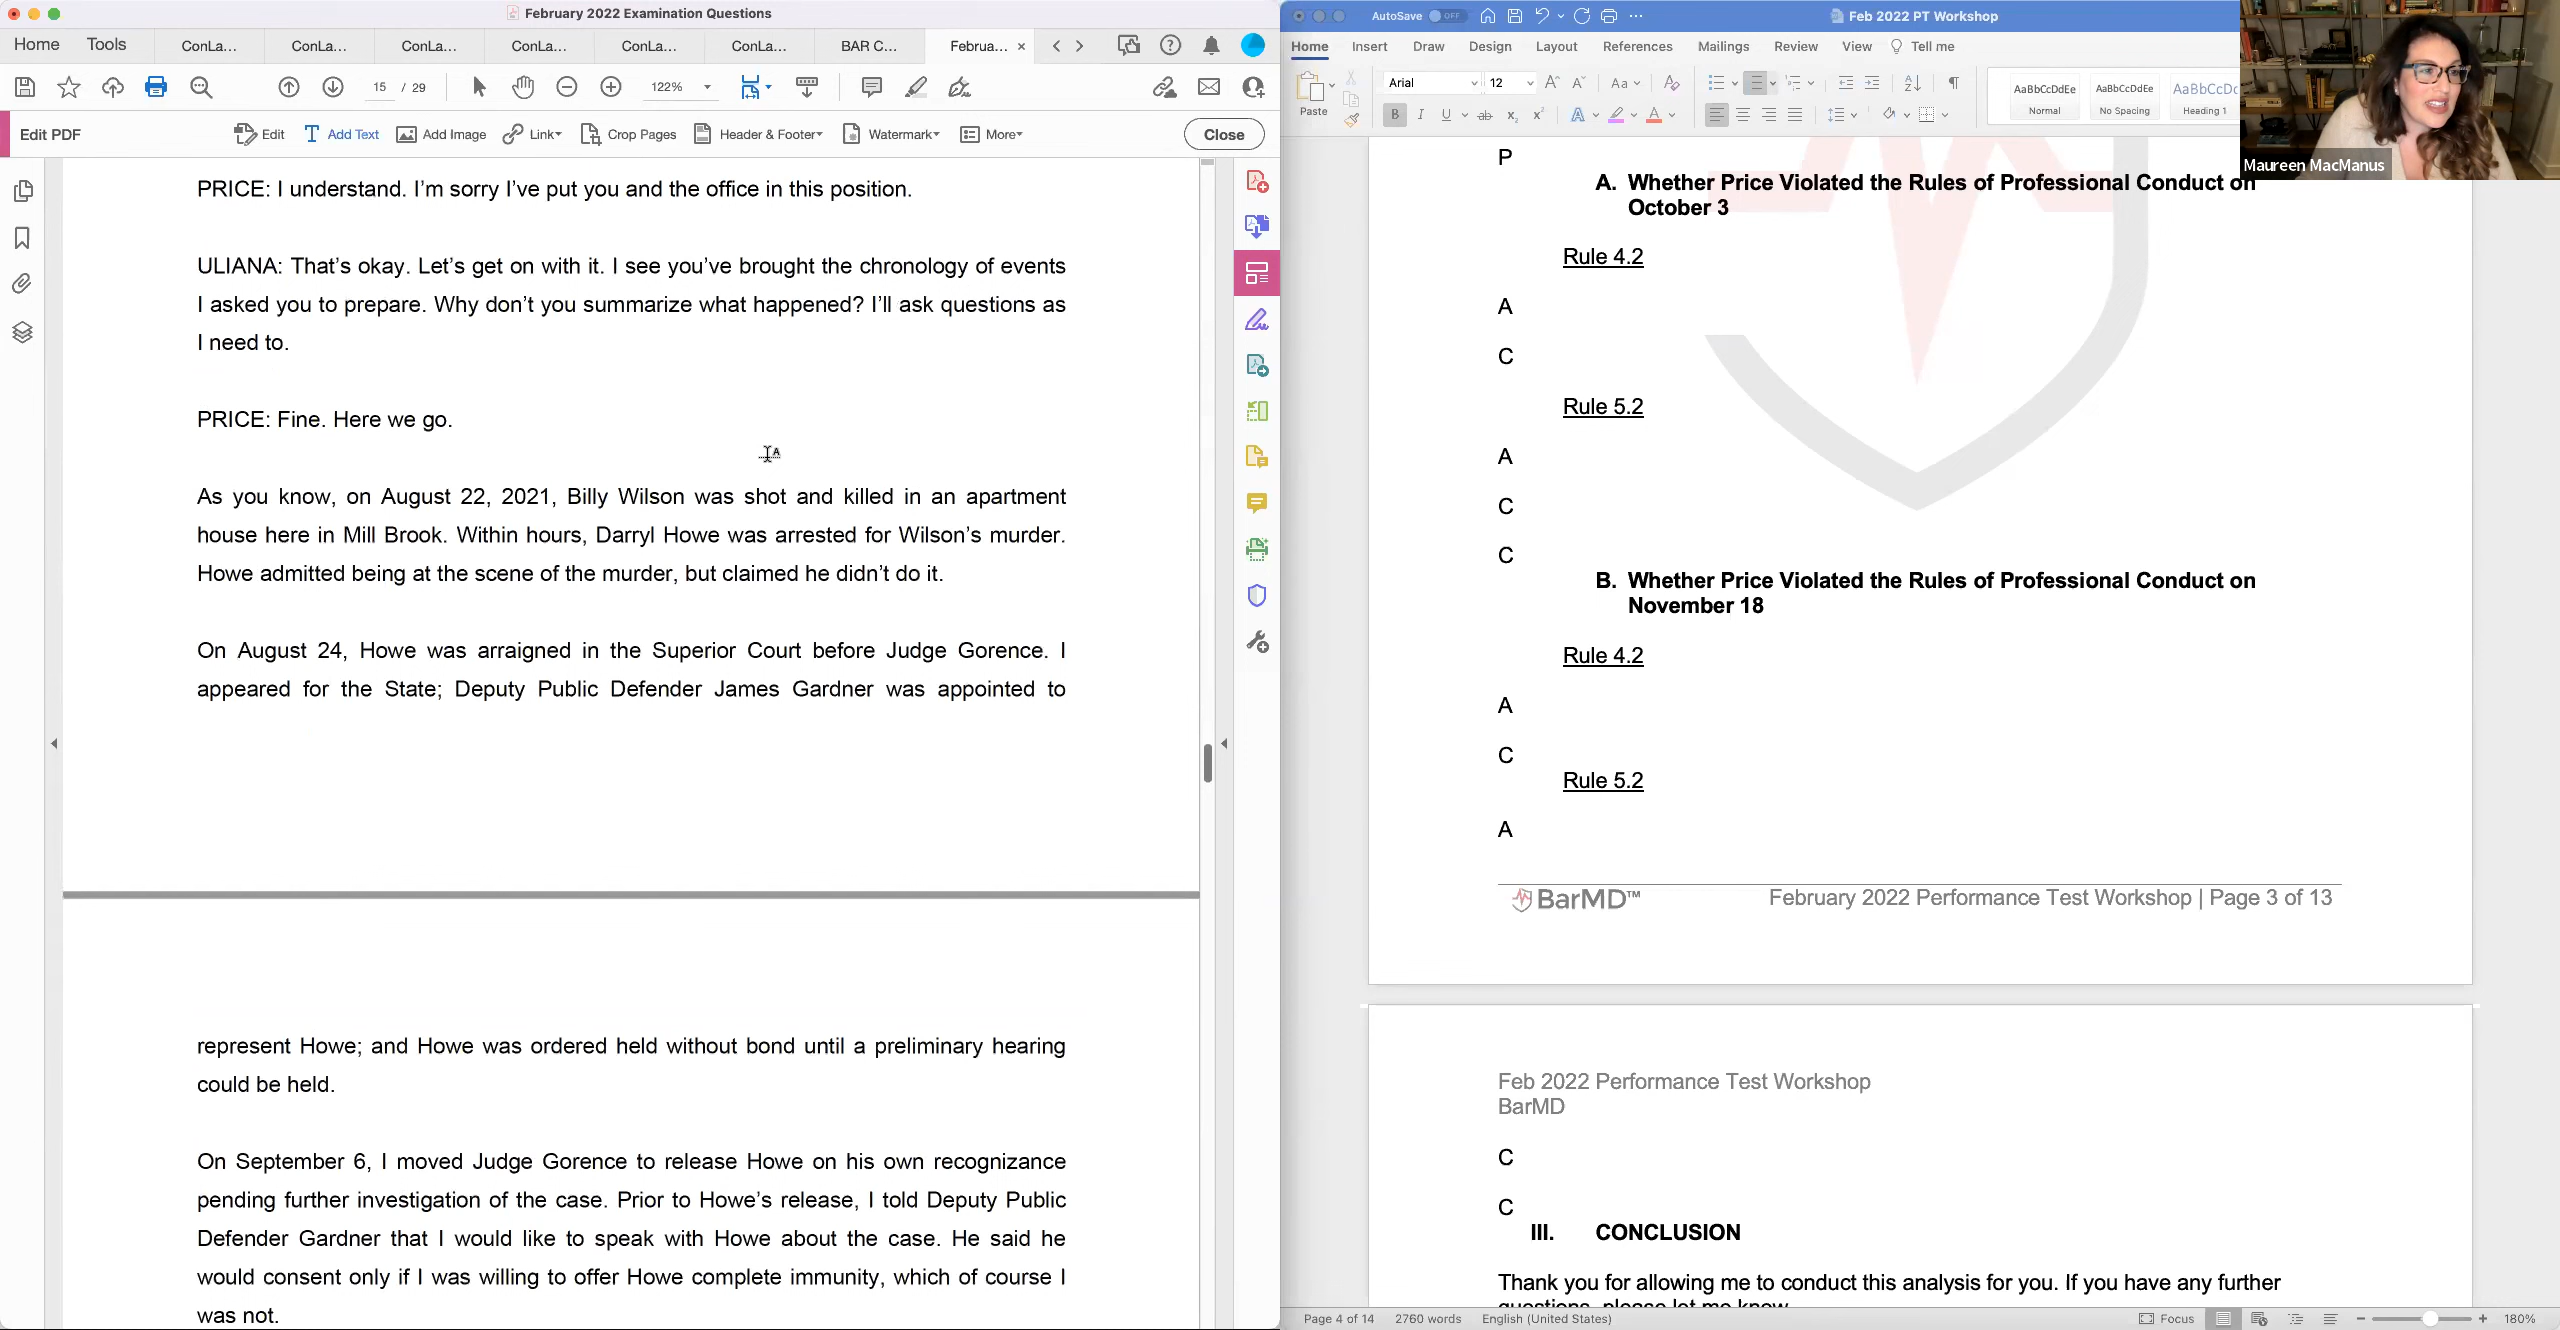 February 2022 Examination Questions
Home Tools ConLa... ConLa... ConLa... ConLa... ConLa... ConLa... BAR C... Februa... ×
15 / 29 122%
Edit PDF Edit Add Text Add Image Link Crop Pages Header & Footer Watermark More Close
PRICE: I understand. I'm sorry I've put you and the office in this position.
ULIANA: That's okay. Let's get on with it. I see you've brought the chronology of events
I asked you to prepare. Why don't you summarize what happened? I'll ask questions as
I need to.
PRICE: Fine. Here we go.
As you know, on August 22, 2021, Billy Wilson was shot and killed in an apartment
house here in Mill Brook. Within hours, Darryl Howe was arrested for Wilson's murder.
Howe admitted being at the scene of the murder, but claimed he didn't do it.
On August 24, Howe was arraigned in the Superior Court before Judge Gorence. I
appeared for the State; Deputy Public Defender James Gardner was appointed to
represent Howe; and Howe was ordered held without bond until a preliminary hearing
could be held.
On September 6, I moved Judge Gorence to release Howe on his own recognizance
pending further investigation of the case. Prior to Howe's release, I told Deputy Public
Defender Gardner that I would like to speak with Howe about the case. He said he
would consent only if I was willing to offer Howe complete immunity, which of course I
was not.
AutoSave OFF Feb 2022 PT Workshop
Home Insert Draw Design Layout References Mailings Review View Tell me
Paste Arial 12
AaBbCcDdEe AaBbCcDdEe AaBbCcDc
Normal No Spacing Heading 1
Maureen MacManus
P
A. Whether Price Violated the Rules of Professional Conduct on
October 3
Rule 4.2
A
C
Rule 5.2
A
C
C
B. Whether Price Violated the Rules of Professional Conduct on
November 18
Rule 4.2
A
C
Rule 5.2
A
BarMD™ February 2022 Performance Test Workshop | Page 3 of 13
Feb 2022 Performance Test Workshop
BarMD
C
C
III. CONCLUSION
Thank you for allowing me to conduct this analysis for you. If you have any further
questions, please let me know
Page 4 of 14 2760 words English (United States) Focus 180%